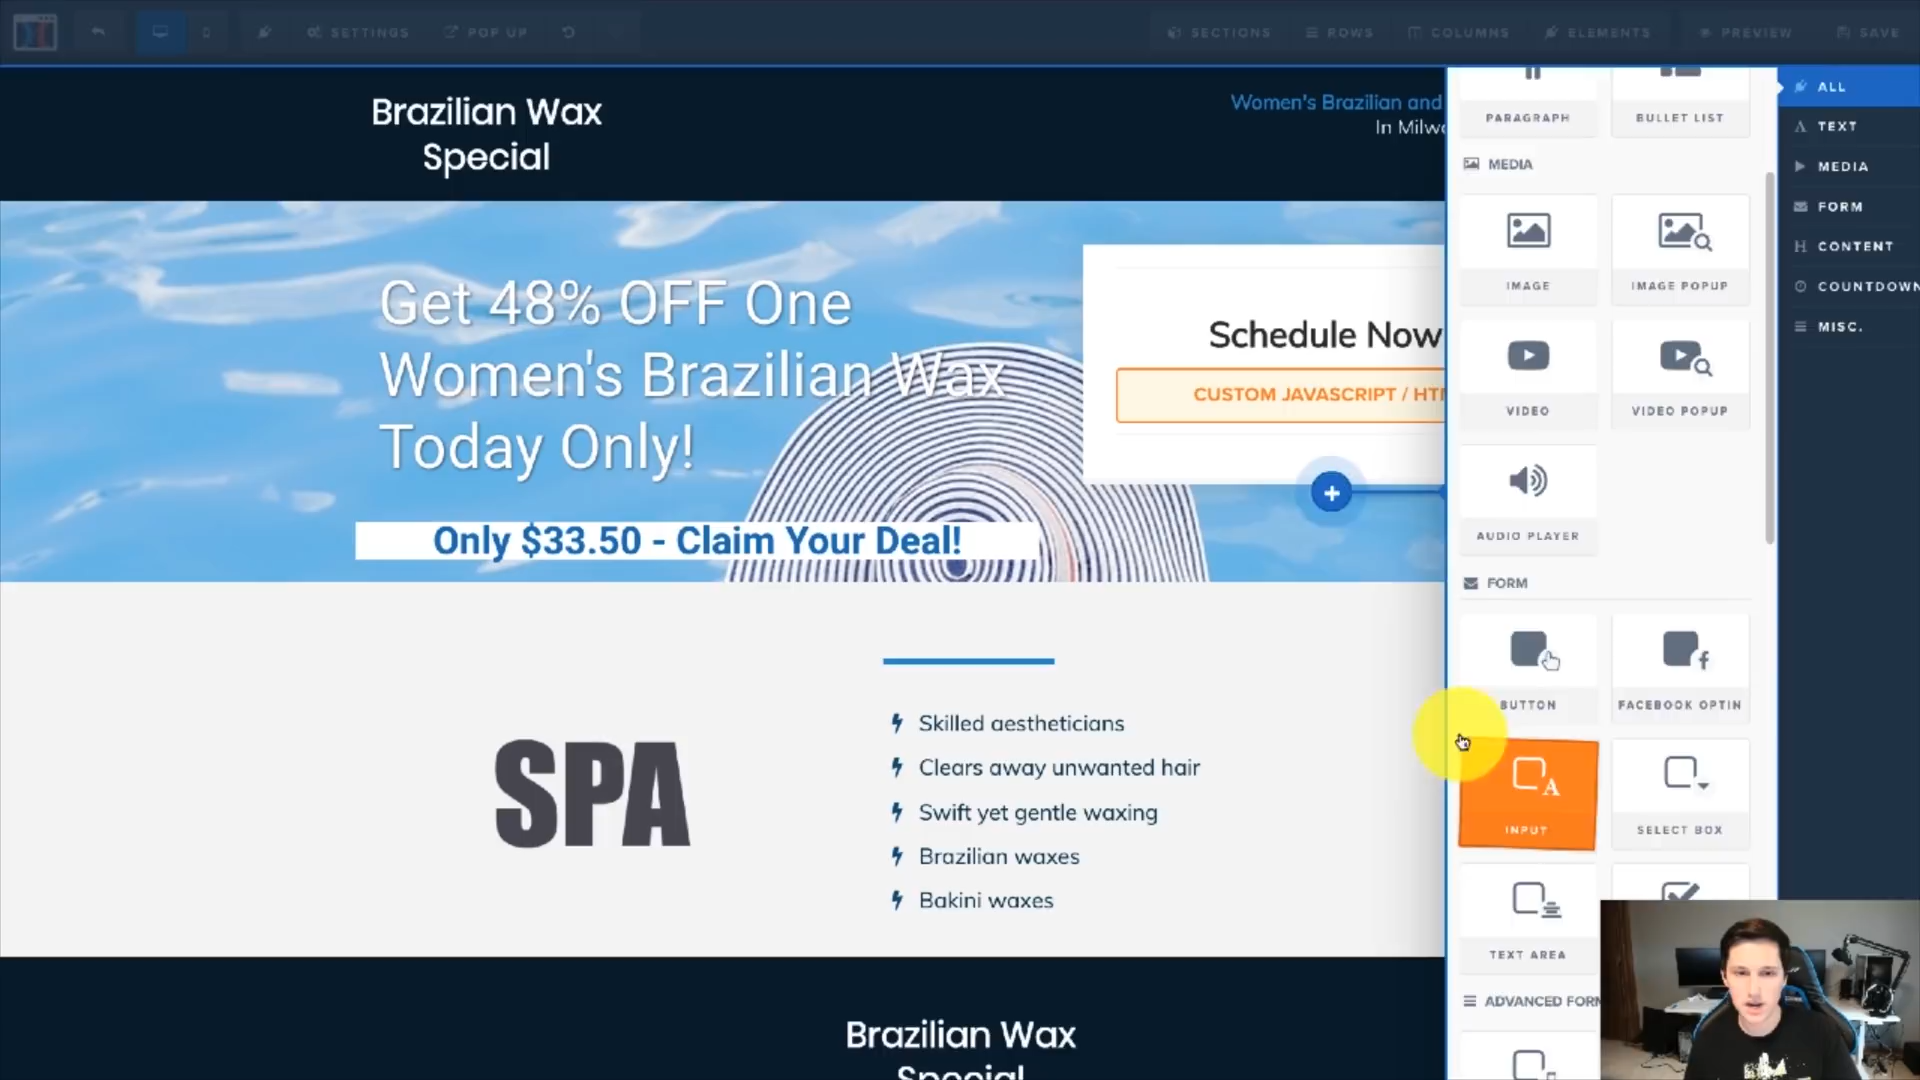 SETTINGS
POP UP
SECTIONS
ROWS
COLUMNS
ELEMENTS
PREVIEW
SAVE
Brazilian Wax
Special
Women's Brazilian and
In Milw
Get 48% OFF One
Women's Brazilian Wax
Today Only!
Only $33.50 - Claim Your Deal!
Schedule Now
CUSTOM JAVASCRIPT / HT
SPA
Skilled aestheticians
Clears away unwanted hair
Swift yet gentle waxing
Brazilian waxes
Bakini waxes
Brazilian Wax
Special
PARAGRAPH
BULLET LIST
MEDIA
IMAGE
IMAGE POPUP
VIDEO
VIDEO POPUP
AUDIO PLAYER
FORM
BUTTON
FACEBOOK OPTIN
INPUT
SELECT BOX
TEXT AREA
ADVANCED FORM
ALL
TEXT
MEDIA
FORM
CONTENT
COUNTDOWN
MISC.